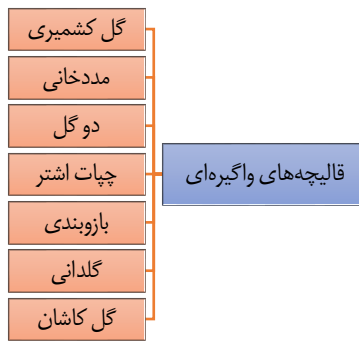 قالیچه‌های واگیره‌ای
گل کشمیری
مددخانی
دو گل
چپات اشتر
بازوبندی
گلدانی
گل کاشان